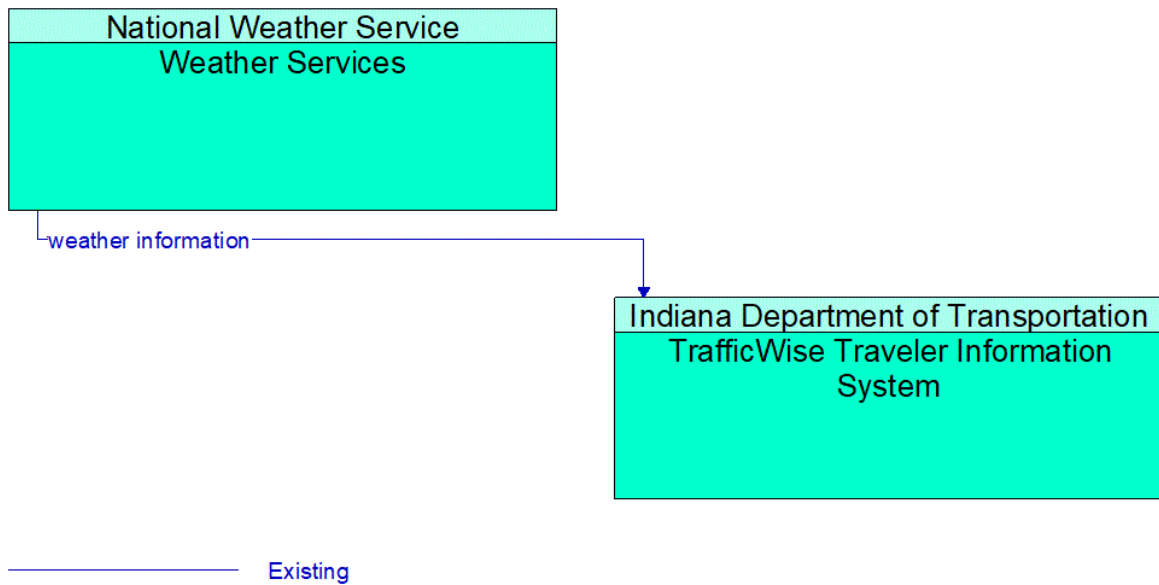 National Weather Service
Weather Services
weather information
Indiana Department of Transportation
TrafficWise Traveler Information
System
Existing